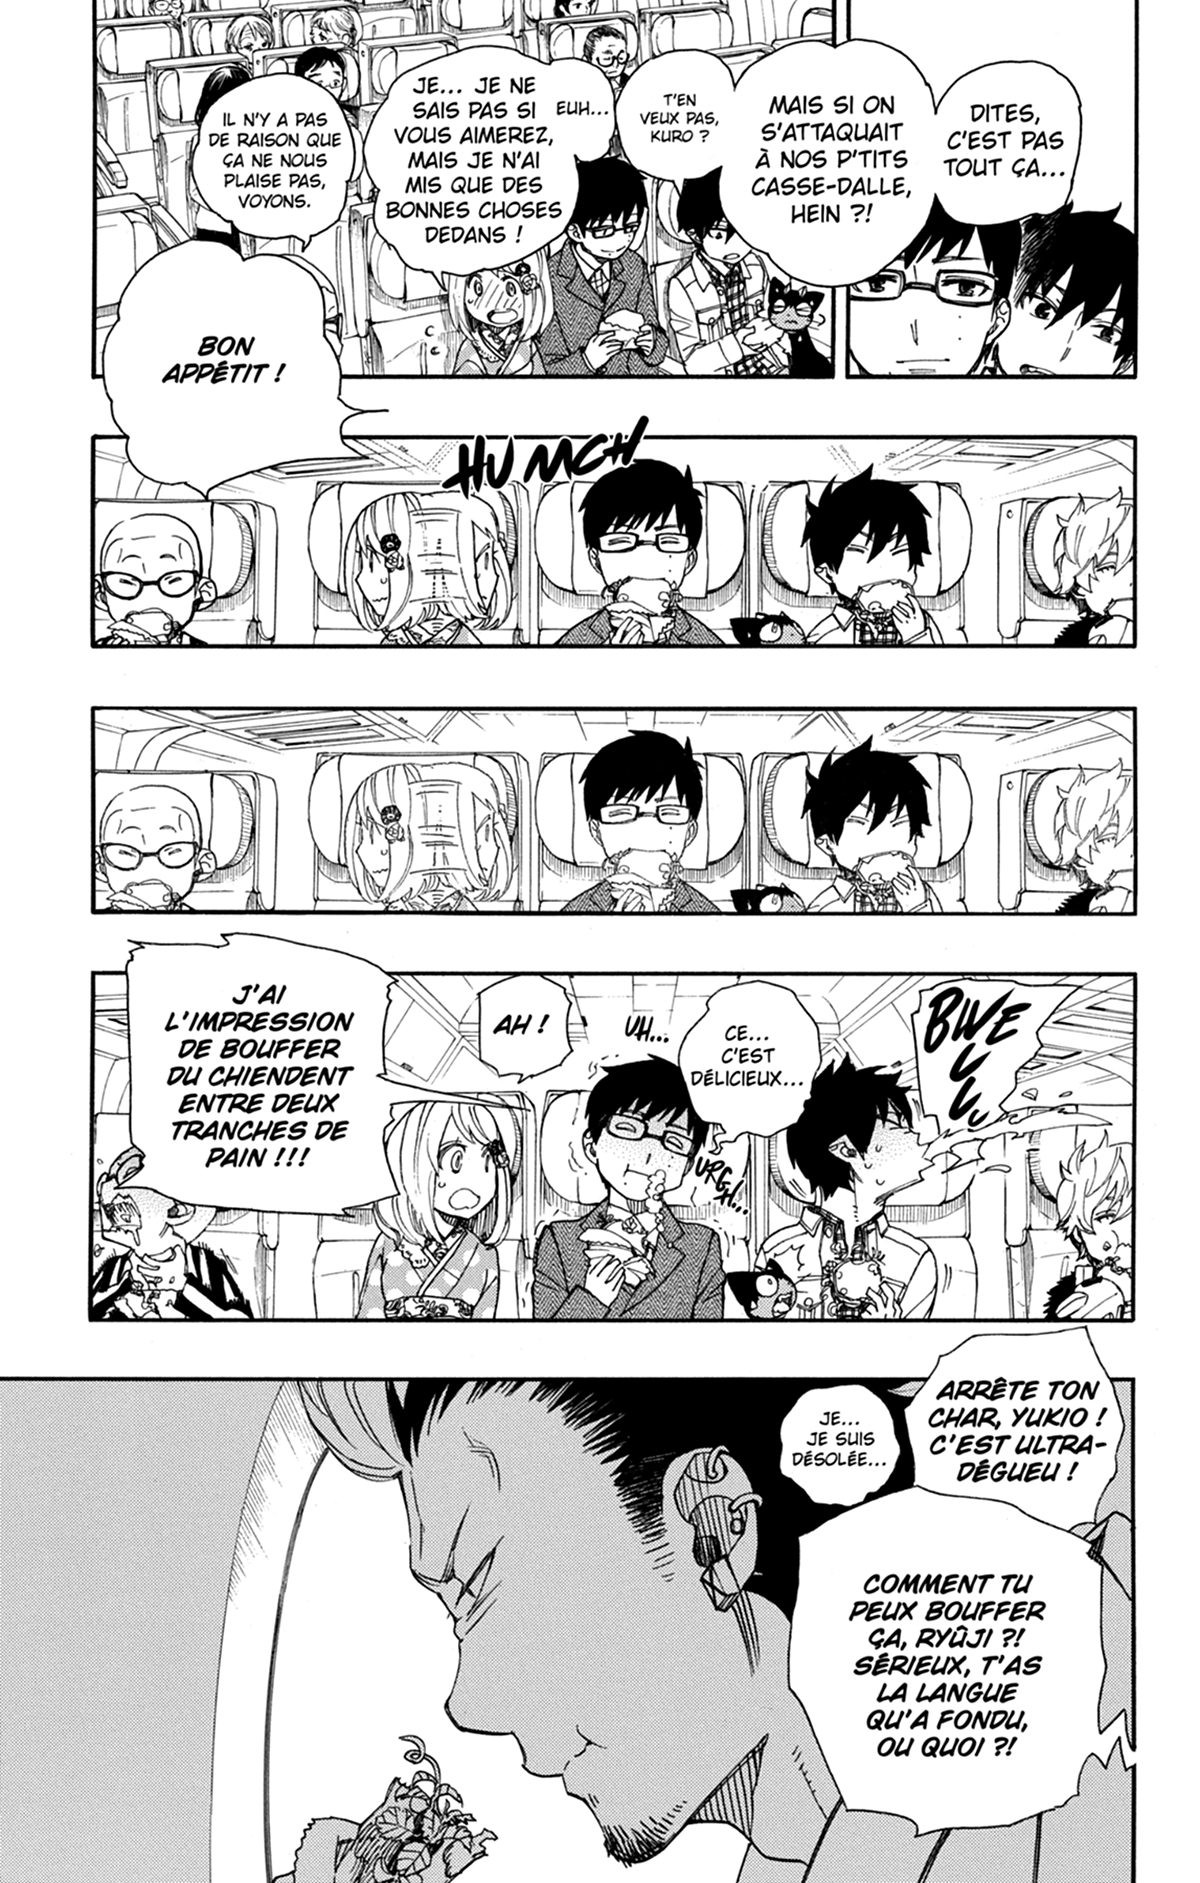 DITES,
C'EST PAS
TOUT ÇA...
MAIS SI ON
S'ATTAQUAIT
À NOS P'TITS
CASSE-DALLE,
HEIN ?!
T'EN
VEUX PAS,
KURO ?
EUH...
JE... JE NE
SAIS PAS SI
VOUS AIMEREZ,
MAIS JE N'AI
MIS QUE DES
BONNES CHOSES
DEDANS !
IL N'Y A PAS
DE RAISON QUE
ÇA NE NOUS
PLAISE PAS,
VOYONS.
BON
APPÉTIT !
HUMCH
BWE
UUU
CE...
C'EST
DÉLICIEUX...
UH...
URGH...
AH !
J'AI
L'IMPRESSION
DE BOUFFER
DU CHIENDENT
ENTRE DEUX
TRANCHES DE
PAIN !!!
ARRÊTE TON
CHAR, YUKIO !
C'EST ULTRA-
DÉGUEU !
JE...
JE SUIS
DÉSOLÉE...
COMMENT TU
PEUX BOUFFER
ÇA, RYÛJI ?!
SÉRIEUX, T'AS
LA LANGUE
QU'A FONDU,
OU QUOI ?!